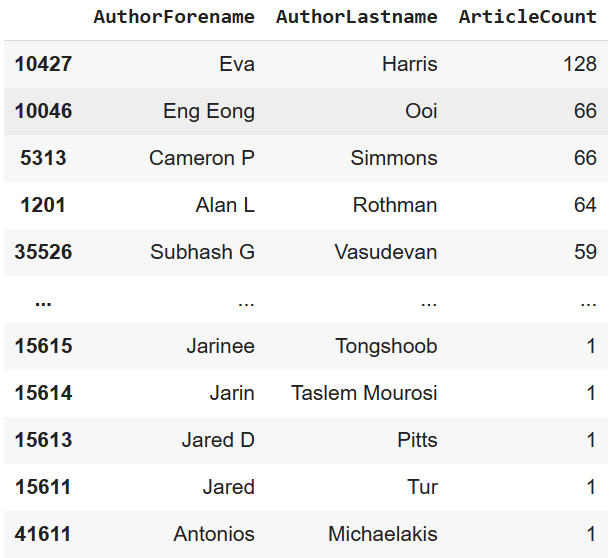 AuthorForename AuthorLastname ArticleCount
10427 Eva Harris 128
10046 Eng Eong Ooi 66
5313 Cameron P Simmons 66
1201 Alan L Rothman 64
35526 Subhash G Vasudevan 59
... ... ... ...
15615 Jarinee Tongshoob 1
15614 Jarin Taslem Mourosi 1
15613 Jared D Pitts 1
15611 Jared Tur 1
41611 Antonios Michaelakis 1